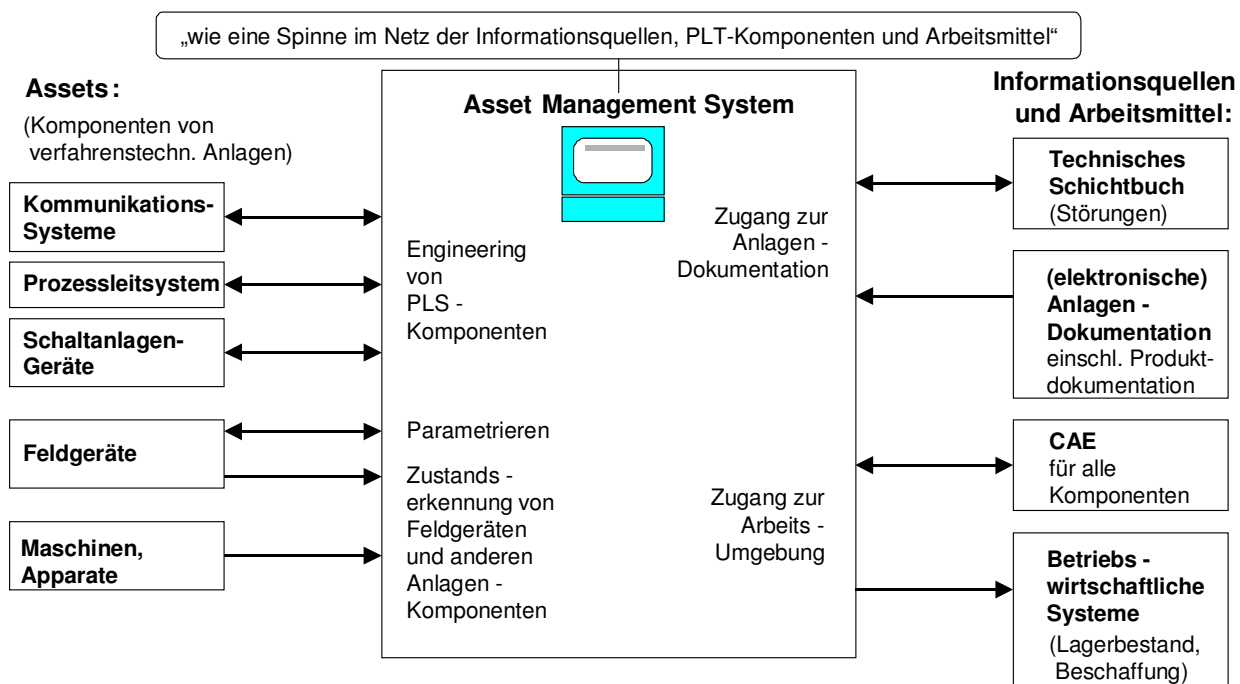 „wie eine Spinne im Netz der Informationsquellen, PLT-Komponenten und Arbeitsmittel“
Assets:
(Komponenten von
verfahrenstechn. Anlagen)
Kommunikations-
Systeme
Prozessleitsystem
Schaltanlagen-
Geräte
Feldgeräte
Maschinen,
Apparate
Asset Management System
Engineering
von
PLS -
Komponenten
Parametrieren
Zustands -
erkennung von
Feldgeräten
und anderen
Anlagen -
Komponenten
Zugang zur
Anlagen -
Dokumentation
Zugang zur
Arbeits -
Umgebung
Informationsquellen
und Arbeitsmittel:
Technisches
Schichtbuch
(Störungen)
(elektronische)
Anlagen -
Dokumentation
einschl. Produkt-
dokumentation
CAE
für alle
Komponenten
Betriebs -
wirtschaftliche
Systeme
(Lagerbestand,
Beschaffung)